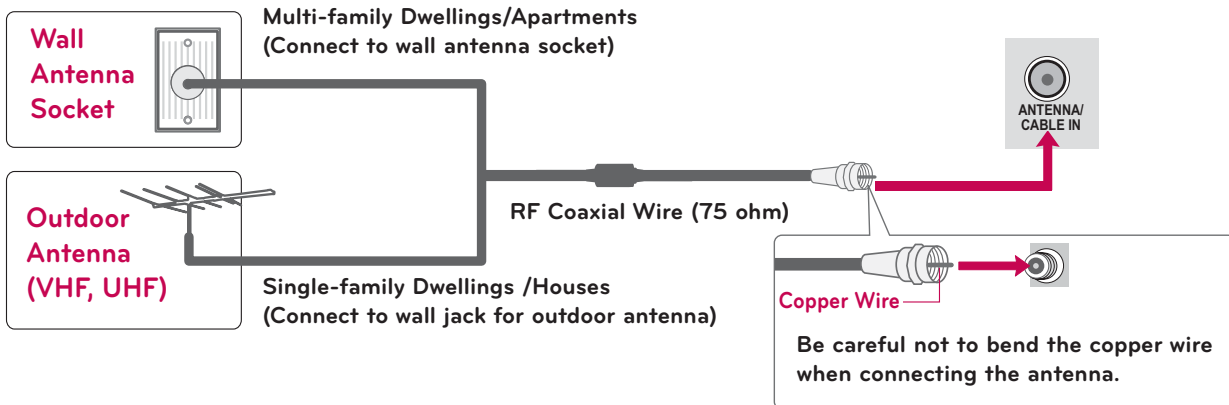 Wall
Antenna
Socket
Multi-family Dwellings/Apartments
(Connect to wall antenna socket)
ANTENNA/
CABLE IN
Outdoor
Antenna
(VHF, UHF)
RF Coaxial Wire (75 ohm)
Single-family Dwellings /Houses
(Connect to wall jack for outdoor antenna)
Copper Wire
Be careful not to bend the copper wire
when connecting the antenna.